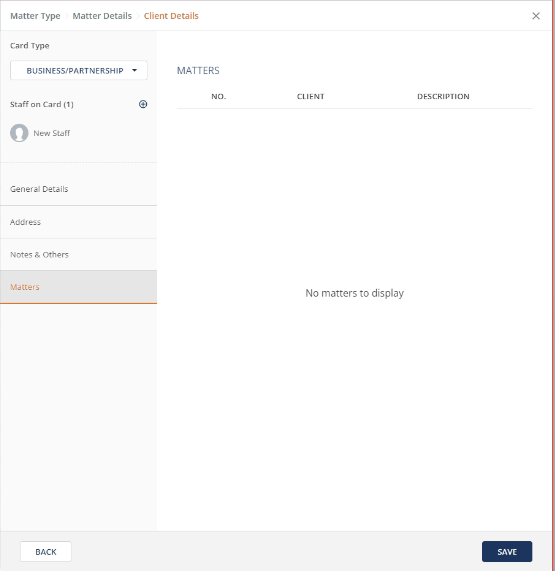 Matter Type / Matter Details / Client Details
Card Type
BUSINESS/PARTNERSHIP
Staff on Card (1)
New Staff
General Details
Address
Notes & Others
Matters
MATTERS
NO. CLIENT DESCRIPTION
No matters to display
BACK SAVE